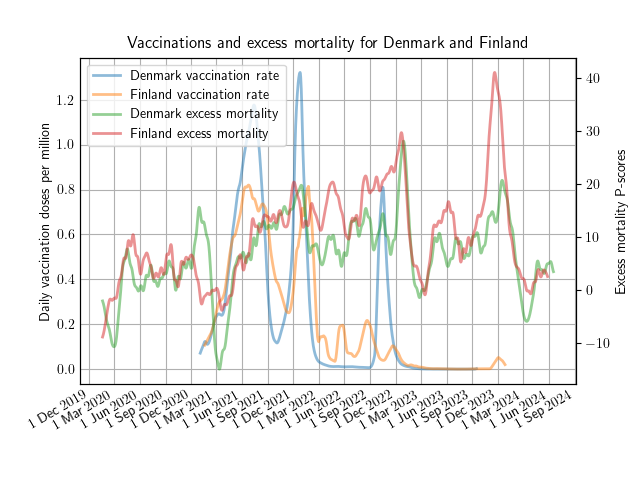 Vaccinations and excess mortality for Denmark and Finland
Denmark vaccination rate
Finland vaccination rate
Denmark excess mortality
Finland excess mortality
Daily vaccination doses per million
1.2
1.0
0.8
0.6
0.4
0.2
0.0
40
30
20
10
0
−10
Excess mortality P-scores
1 Dec 2019
1 Mar 2020
1 Jun 2020
1 Sep 2020
1 Dec 2020
1 Mar 2021
1 Jun 2021
1 Sep 2021
1 Dec 2021
1 Mar 2022
1 Jun 2022
1 Sep 2022
1 Dec 2022
1 Mar 2023
1 Jun 2023
1 Sep 2023
1 Dec 2023
1 Mar 2024
1 Jun 2024
1 Sep 2024